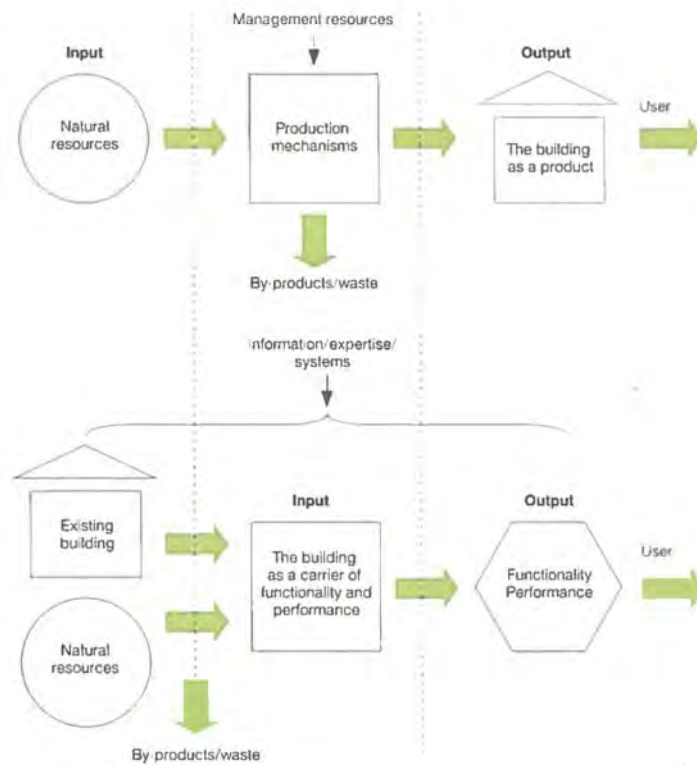 Management resources
Input
Output
Natural
resources
Production
mechanisms
The building
as a product
User
By-products/waste
Information/expertise/
systems
Input
Output
Existing
building
The building
as a carrier of
functionality and
performance
Functionality
Performance
User
Natural
resources
By-products/waste